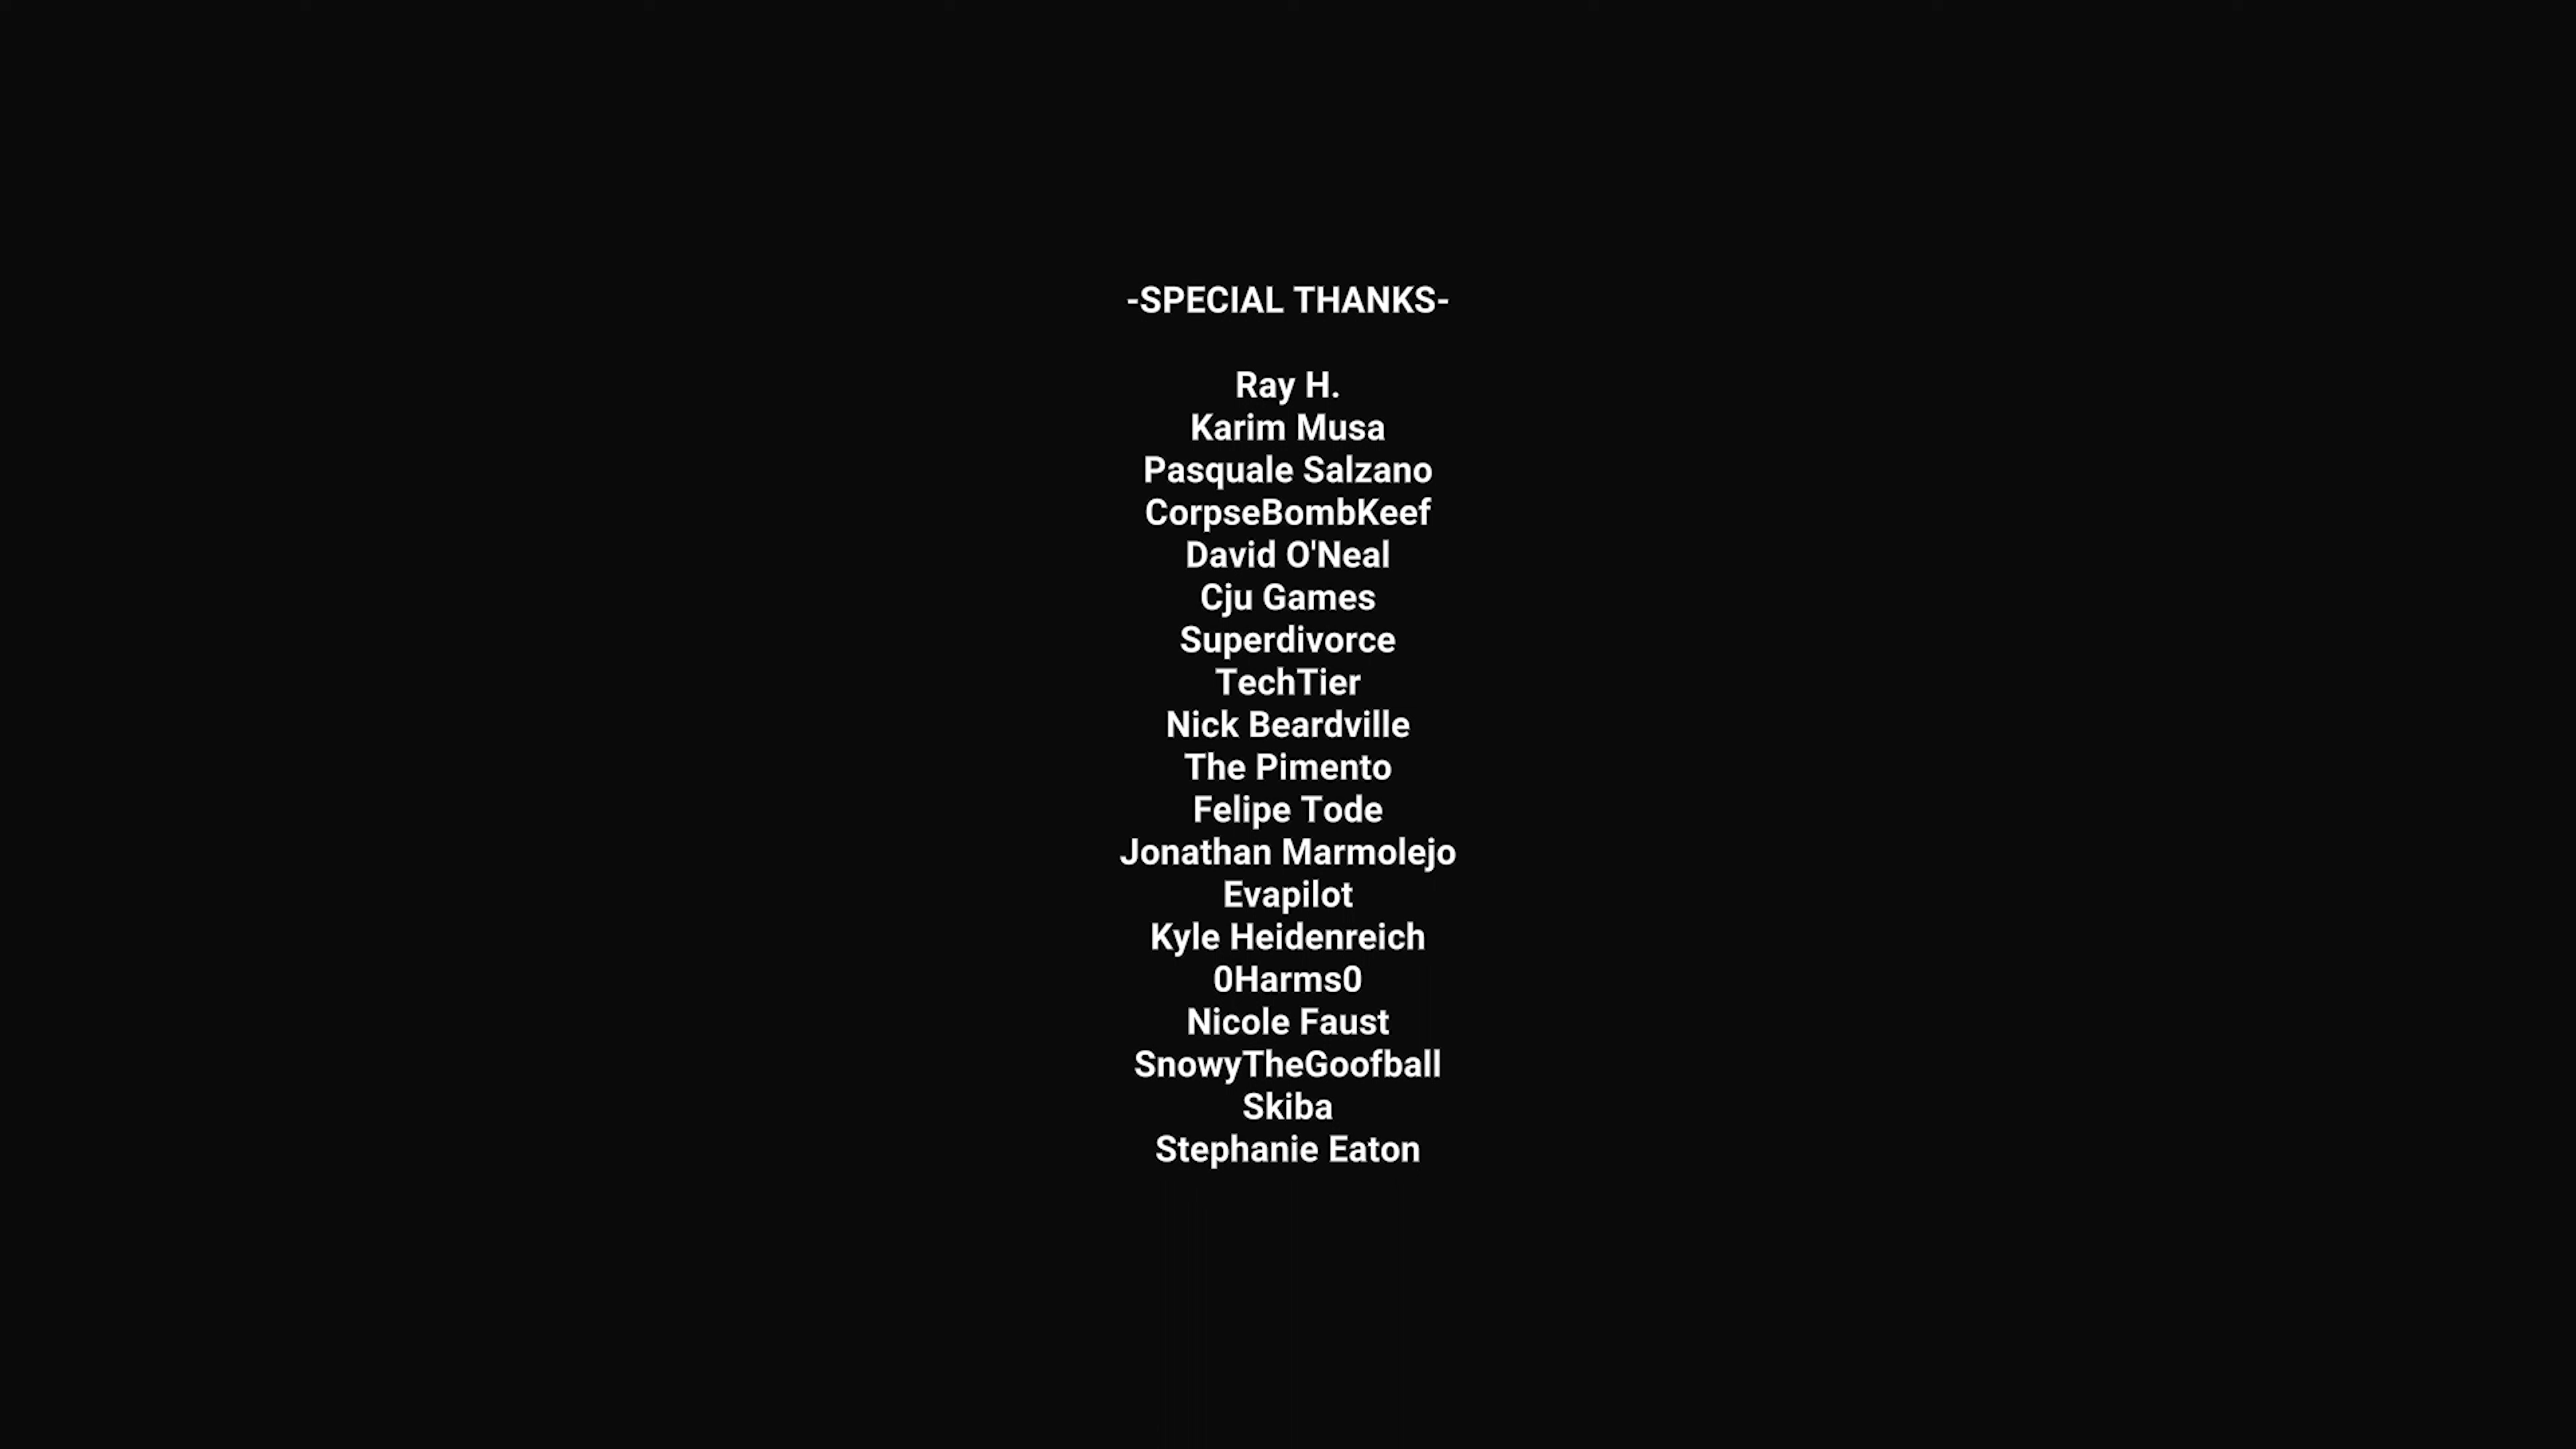 -SPECIAL THANKS-
Ray H.
Karim Musa
Pasquale Salzano
CorpseBombKeef
David O'Neal
Cju Games
Superdivorce
TechTier
Nick Beardville
The Pimento
Felipe Tode
Jonathan Marmolejo
Evapilot
Kyle Heidenreich
0Harms0
Nicole Faust
SnowyTheGoofball
Skiba
Stephanie Eaton